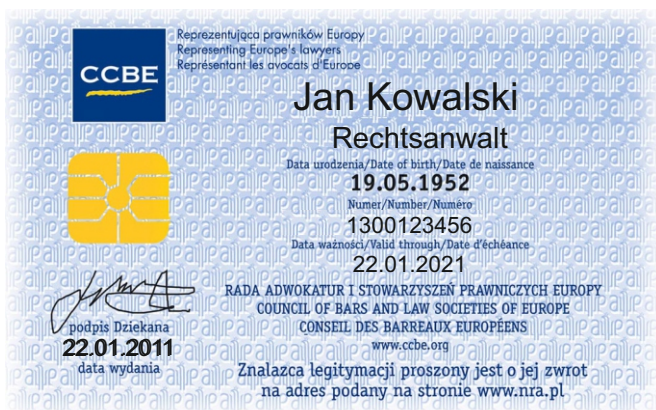 CCBE
Reprezentująca prawników Europy
Representing Europe's lawyers
Représentant les avocats d'Europe
Jan Kowalski
Rechtsanwalt
Data urodzenia/Date of birth/Date de naissance
19.05.1952
Numer/Number/Numéro
1300123456
Data ważności/Valid through/Date d'échéance
22.01.2021
podpis Dziekana
22.01.2011
data wydania
RADA ADWOKATUR I STOWARZYSZEŃ PRAWNICZYCH EUROPY
COUNCIL OF BARS AND LAW SOCIETIES OF EUROPE
CONSEIL DES BARREAUX EUROPÉENS
www.ccbe.org
Znalazca legitymacji proszony jest o jej zwrot
na adres podany na stronie www.nra.pl